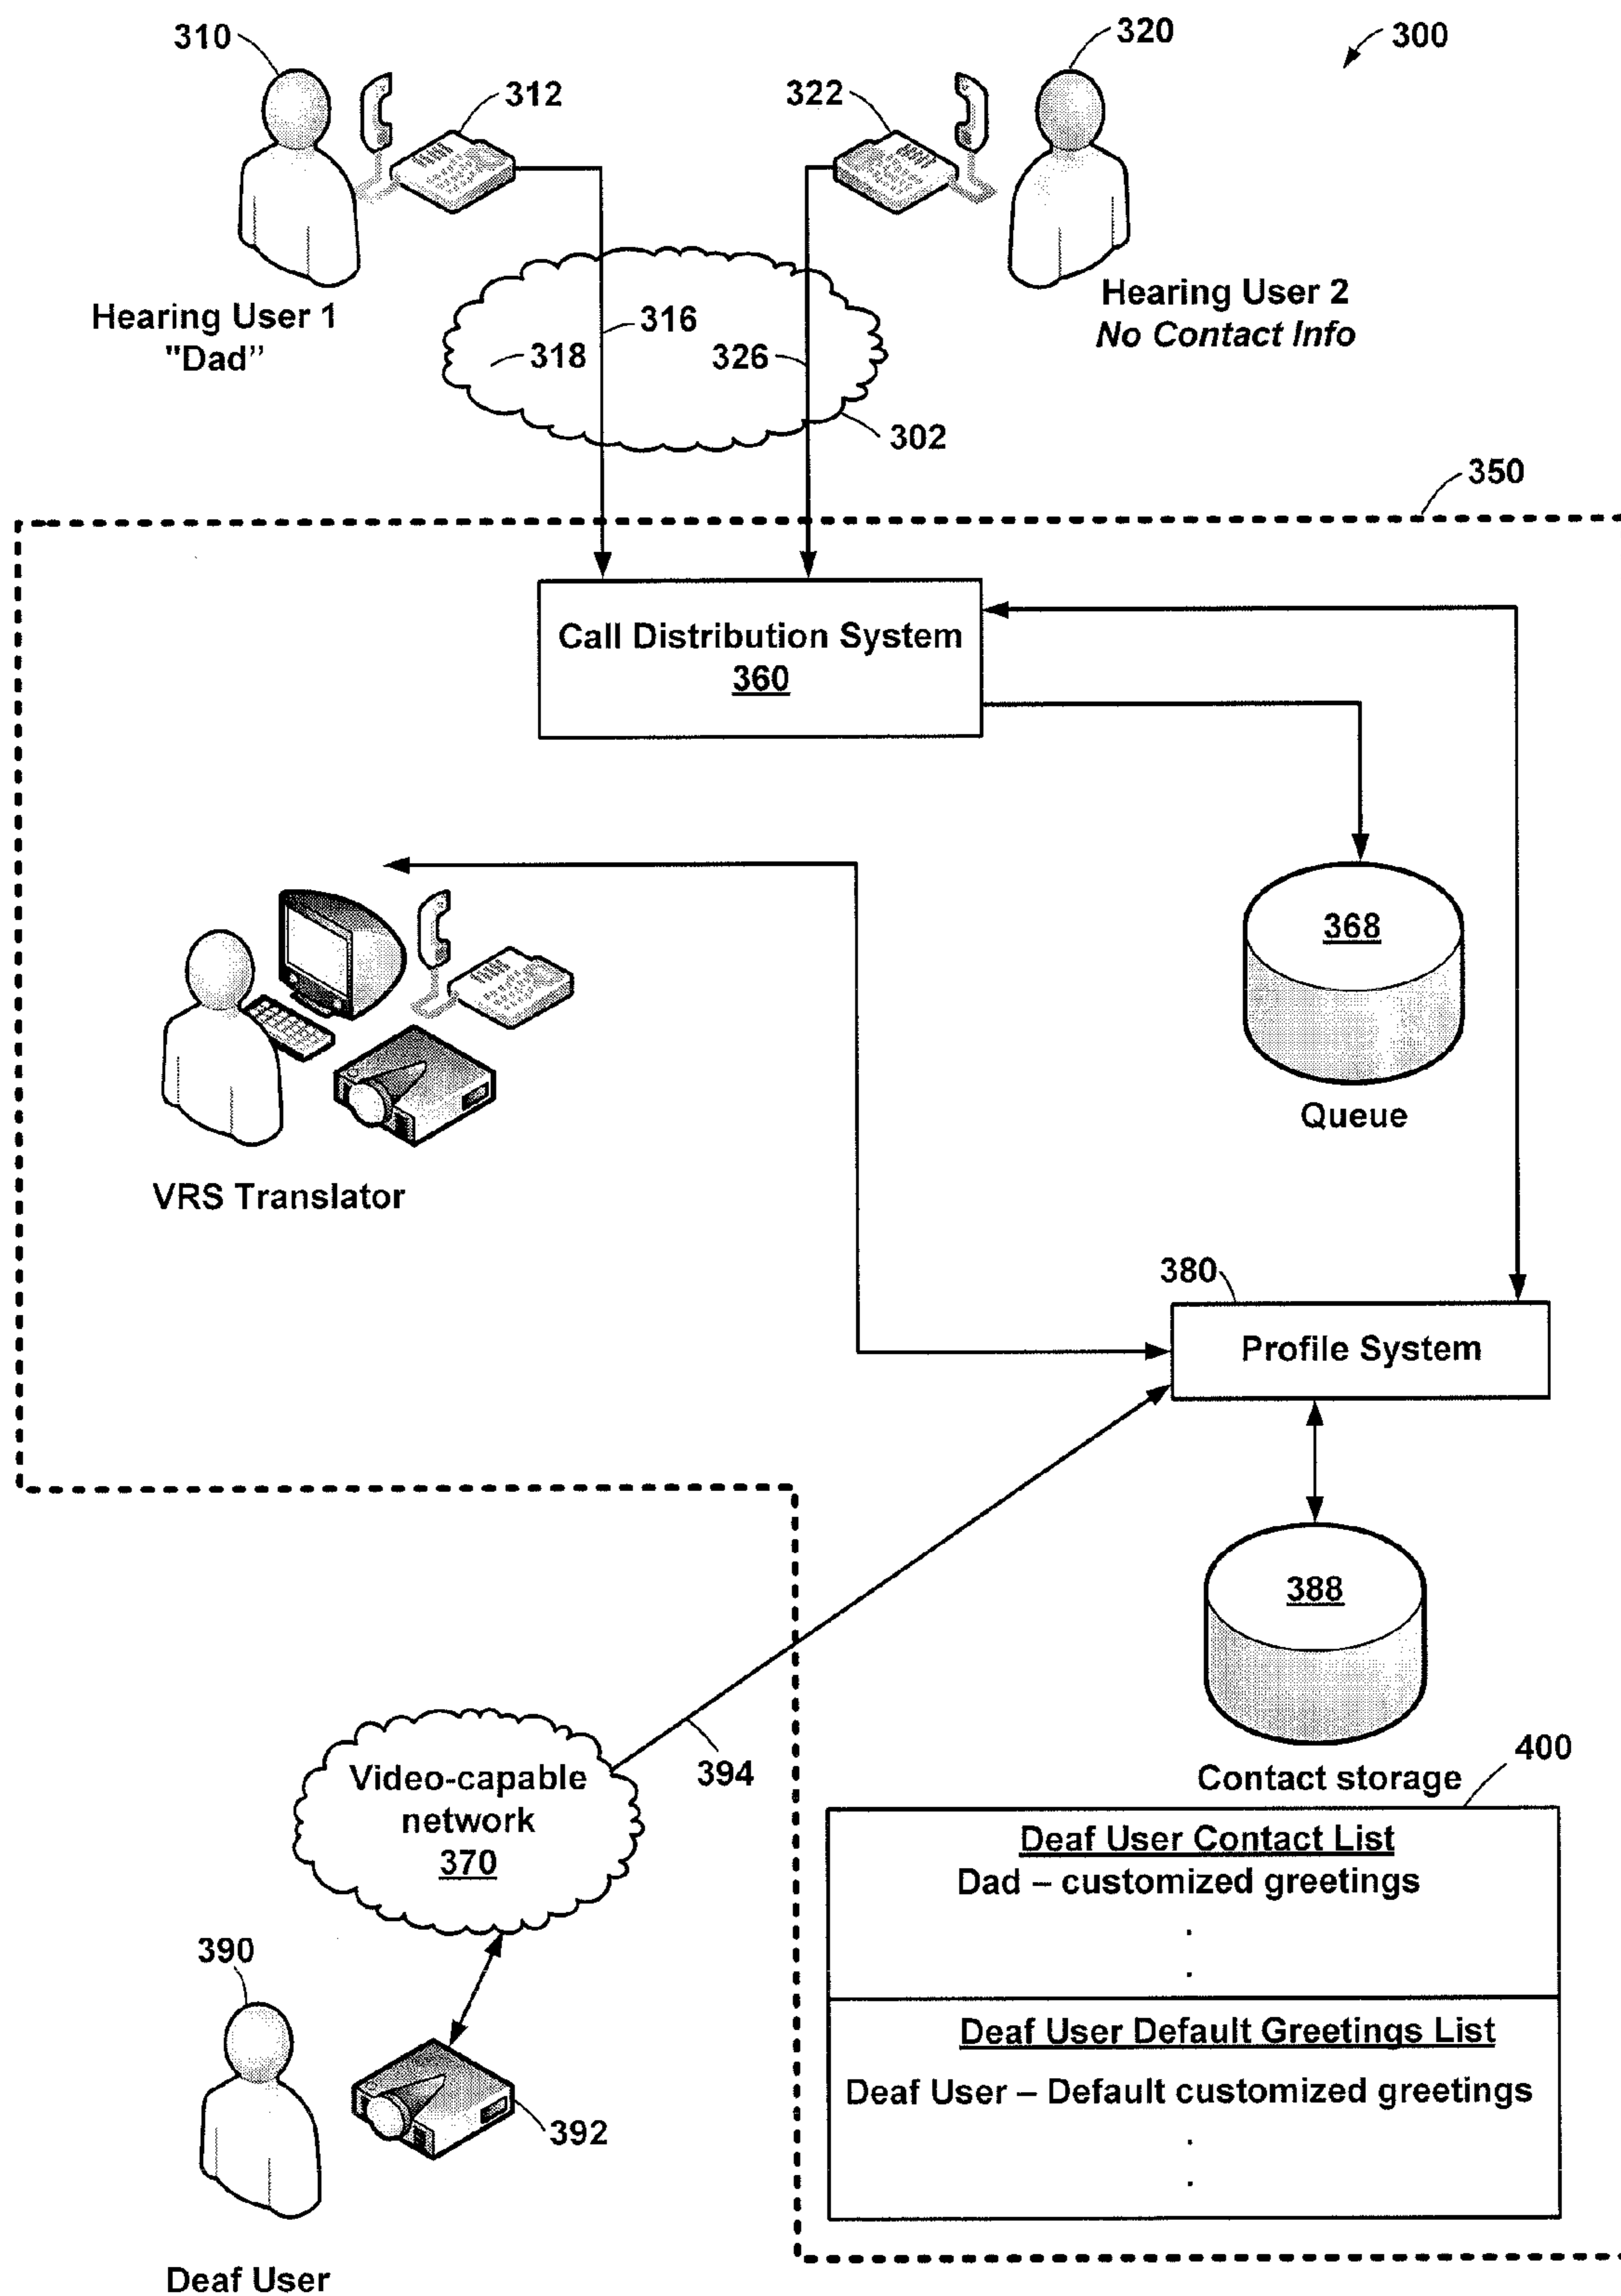 310
320
300
312
322
Hearing User 1
"Dad"
316
318
326
Hearing User 2
No Contact Info
302
350
Call Distribution System
360
368
Queue
VRS Translator
380
Profile System
388
Contact storage
394
Video-capable
network
370
400
Deaf User Contact List
Dad – customized greetings
.
.
Deaf User Default Greetings List
Deaf User – Default customized greetings
.
.
390
392
Deaf User